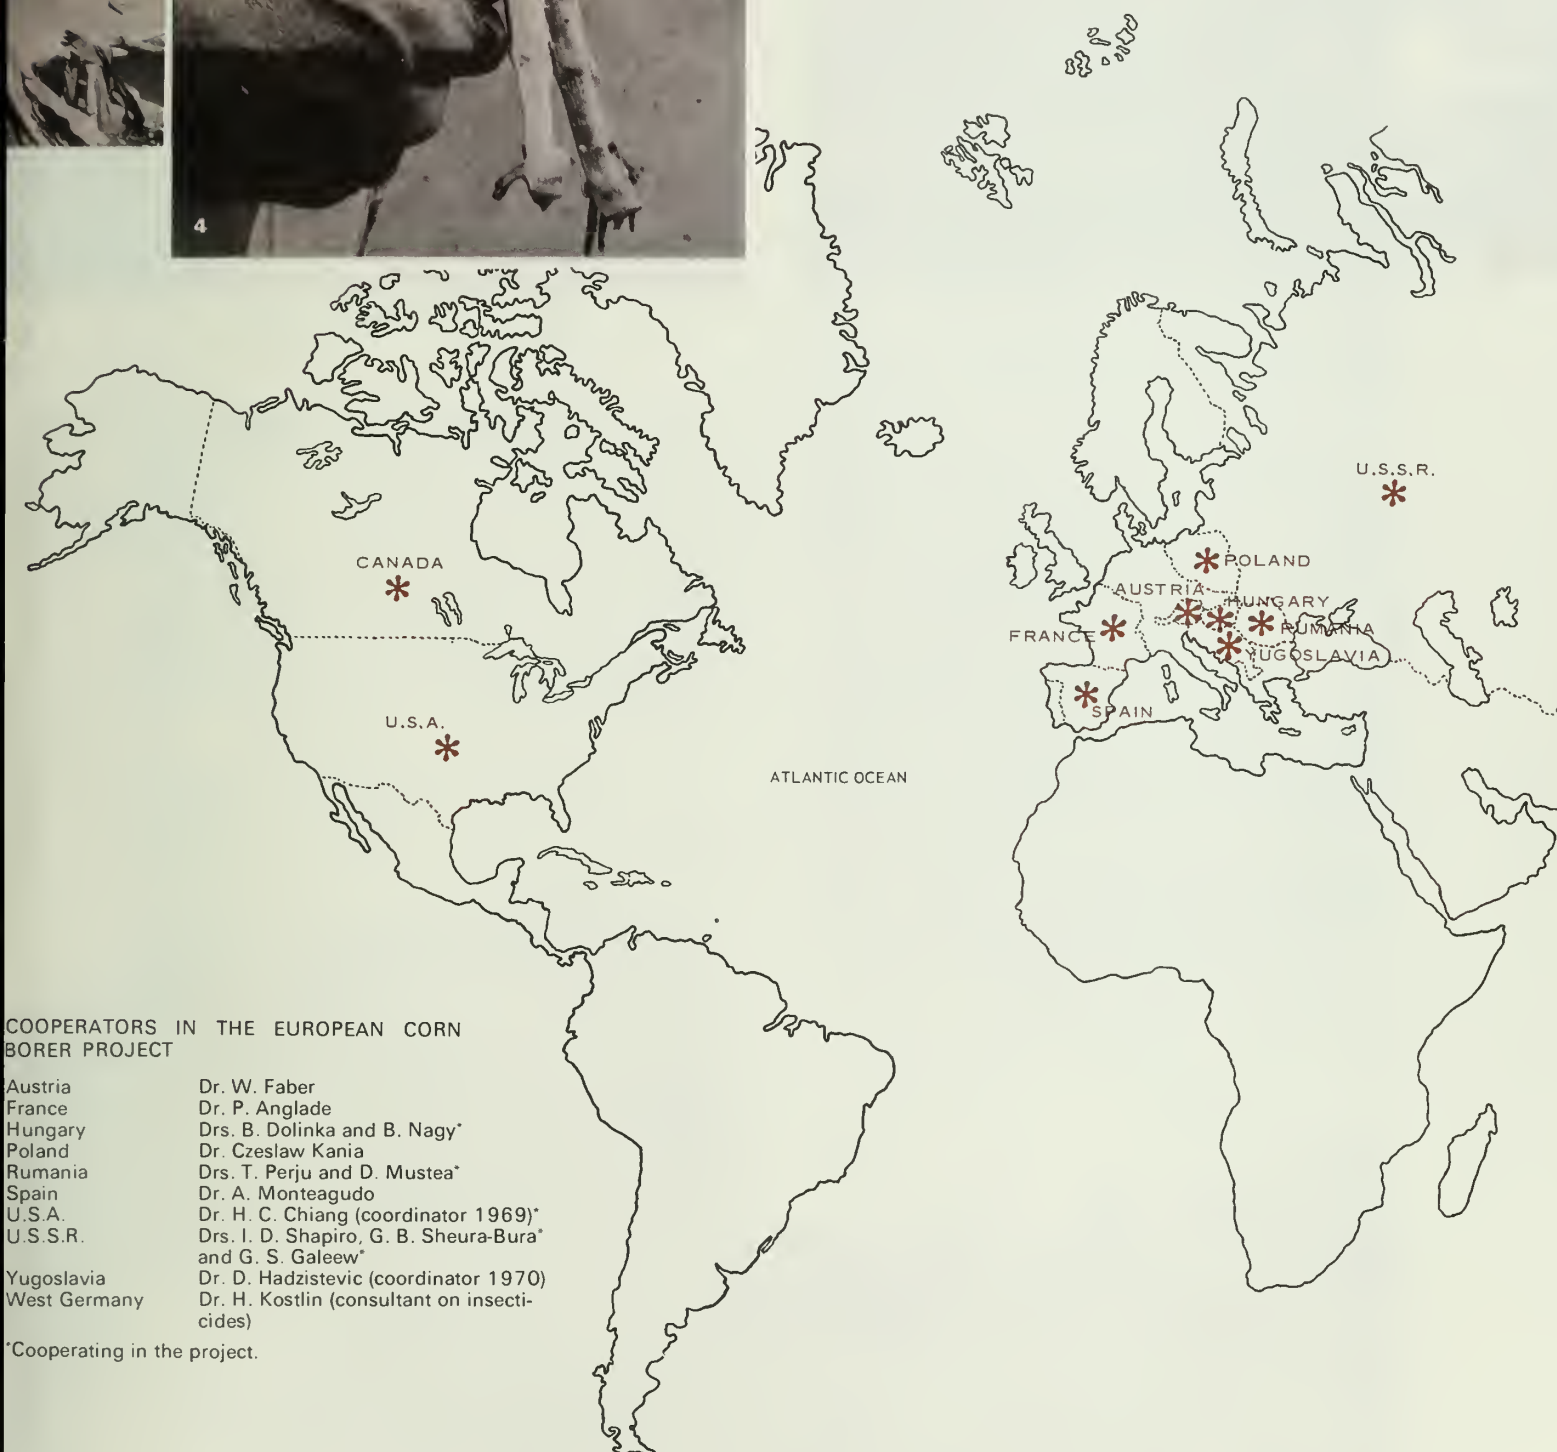 4
U.S.S.R.
CANADA
POLAND
AUSTRIA
HUNGARY
FRANCE
RUMANIA
YUGOSLAVIA
SPAIN
U.S.A.
ATLANTIC OCEAN
COOPERATORS IN THE EUROPEAN CORN
BORER PROJECT
Austria Dr. W. Faber
France Dr. P. Anglade
Hungary Drs. B. Dolinka and B. Nagy*
Poland Dr. Czeslaw Kania
Rumania Drs. T. Perju and D. Mustea*
Spain Dr. A. Monteagudo
U.S.A. Dr. H. C. Chiang (coordinator 1969)*
U.S.S.R. Drs. I. D. Shapiro, G. B. Sheura-Bura*
and G. S. Galeew*
Yugoslavia Dr. D. Hadzistevic (coordinator 1970)
West Germany Dr. H. Kostlin (consultant on insecti-
cides)
*Cooperating in the project.